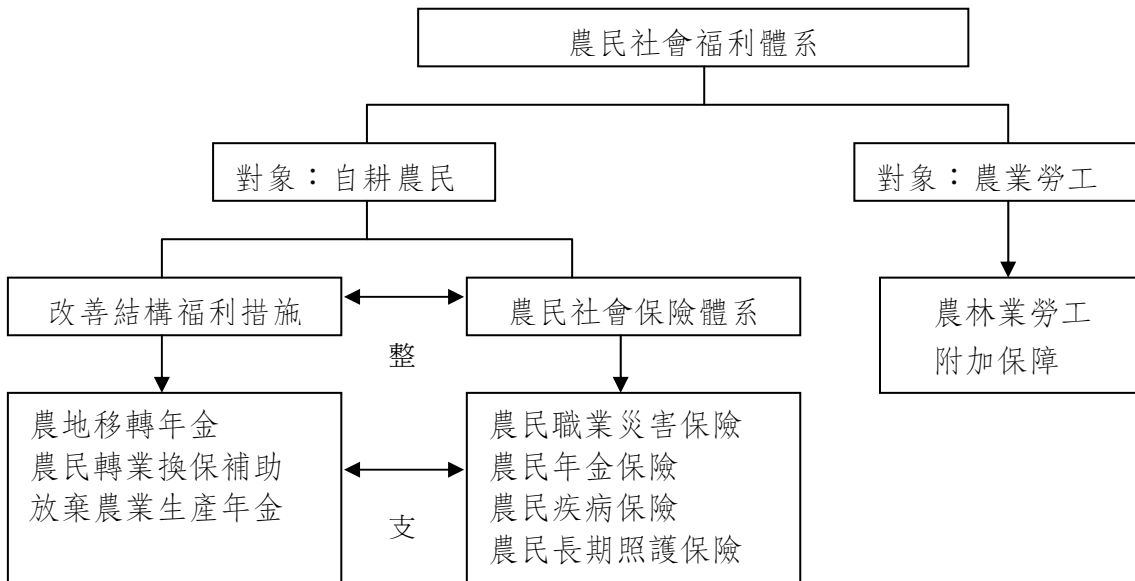 農民社會福利體系
對象：自耕農民
對象：農業勞工
改善結構福利措施
農民社會保險體系
整
農林業勞工
附加保障
農地移轉年金
農民轉業換保補助
放棄農業生產年金
支
農民職業災害保險
農民年金保險
農民疾病保險
農民長期照護保險